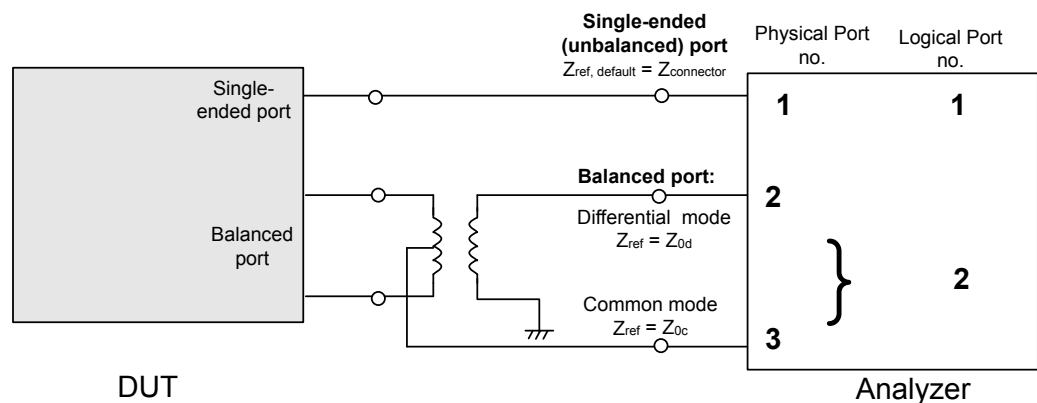 Single-ended
(unbalanced) port
Zref, default = Zconnector
Physical Port
no.
Logical Port
no.
Single-
ended port
1
1
Balanced port:
2
Differential mode
Zref = Z0d
Balanced
port
2
Common mode
Zref = Z0c
3
DUT
Analyzer